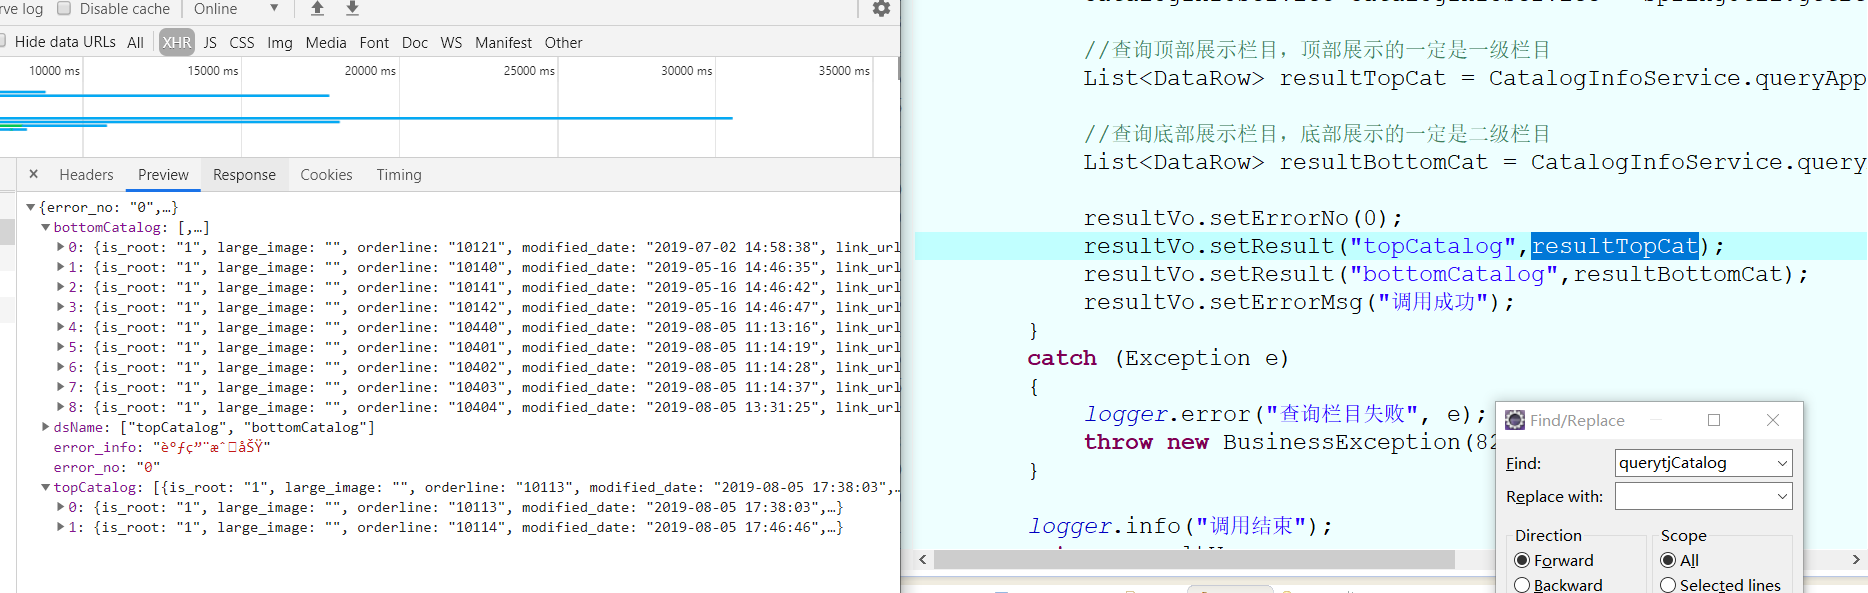 rve log Disable cache Online
Hide data URLs All XHR JS CSS Img Media Font Doc WS Manifest Other
10000 ms 15000 ms 20000 ms 25000 ms 30000 ms 35000 ms
× Headers Preview Response Cookies Timing
{error_no: "0",…}
bottomCatalog: [,…]
0: {is_root: "1", large_image: "", orderline: "10121", modified_date: "2019-07-02 14:58:38", link_url
1: {is_root: "1", large_image: "", orderline: "10140", modified_date: "2019-05-16 14:46:35", link_url
2: {is_root: "1", large_image: "", orderline: "10141", modified_date: "2019-05-16 14:46:42", link_url
3: {is_root: "1", large_image: "", orderline: "10142", modified_date: "2019-05-16 14:46:47", link_url
4: {is_root: "1", large_image: "", orderline: "10440", modified_date: "2019-08-05 11:13:16", link_url
5: {is_root: "1", large_image: "", orderline: "10401", modified_date: "2019-08-05 11:14:19", link_url
6: {is_root: "1", large_image: "", orderline: "10402", modified_date: "2019-08-05 11:14:28", link_url
7: {is_root: "1", large_image: "", orderline: "10403", modified_date: "2019-08-05 11:14:37", link_url
8: {is_root: "1", large_image: "", orderline: "10404", modified_date: "2019-08-05 13:31:25", link_url
dsName: ["topCatalog", "bottomCatalog"]
error_info: "è°ƒç”¨æˆ□åŠŸ"
error_no: "0"
topCatalog: [{is_root: "1", large_image: "", orderline: "10113", modified_date: "2019-08-05 17:38:03",…
0: {is_root: "1", large_image: "", orderline: "10113", modified_date: "2019-08-05 17:38:03",…}
1: {is_root: "1", large_image: "", orderline: "10114", modified_date: "2019-08-05 17:46:46",…}
//查询顶部展示栏目，顶部展示的一定是一级栏目
List<DataRow> resultTopCat = CatalogInfoService.queryApp
//查询底部展示栏目，底部展示的一定是二级栏目
List<DataRow> resultBottomCat = CatalogInfoService.query
resultVo.setErrorNo(0);
resultVo.setResult("topCatalog",resultTopCat);
resultVo.setResult("bottomCatalog",resultBottomCat);
resultVo.setErrorMsg("调用成功");
}
catch (Exception e)
{
logger.error("查询栏目失败", e);
throw new BusinessException(82
}
logger.info("调用结束");
Find/Replace
Find: querytjCatalog
Replace with:
Direction Scope
Forward All
Backward Selected lines